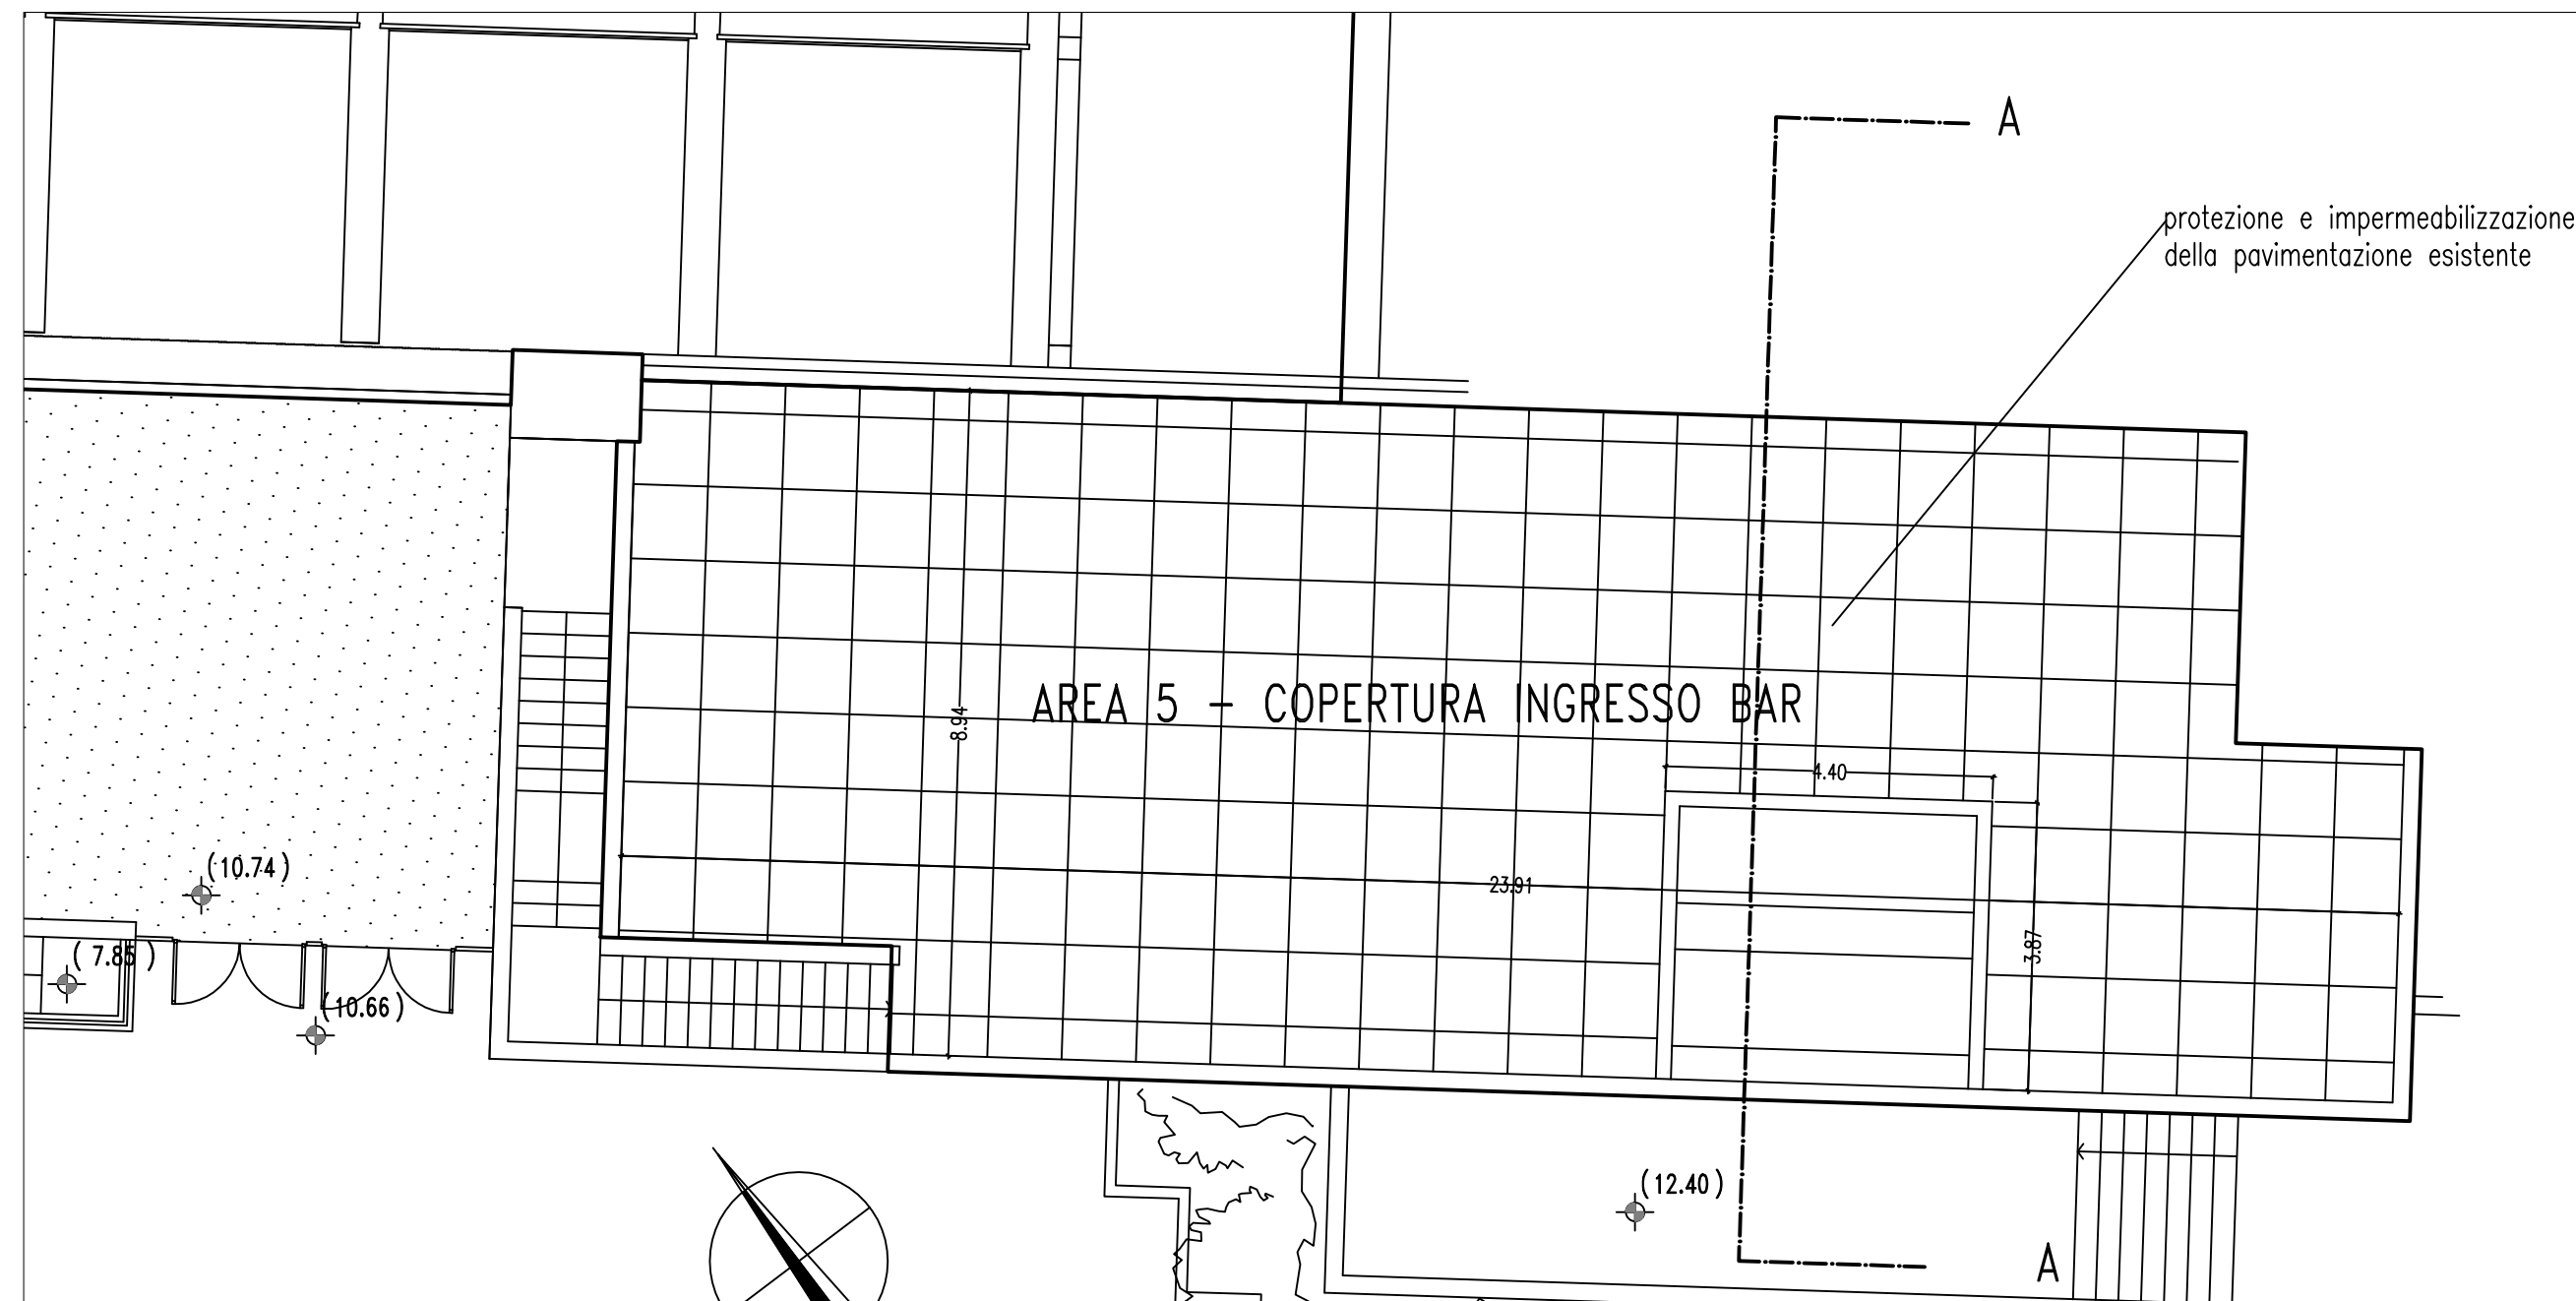 A
protezione e impermeabilizzazione
della pavimentazione esistente
AREA 5 - COPERTURA INGRESSO BAR
8.94
4.40
23.91
3.87
(10.74)
( 7.85 )
(10.66)
(12.40)
A